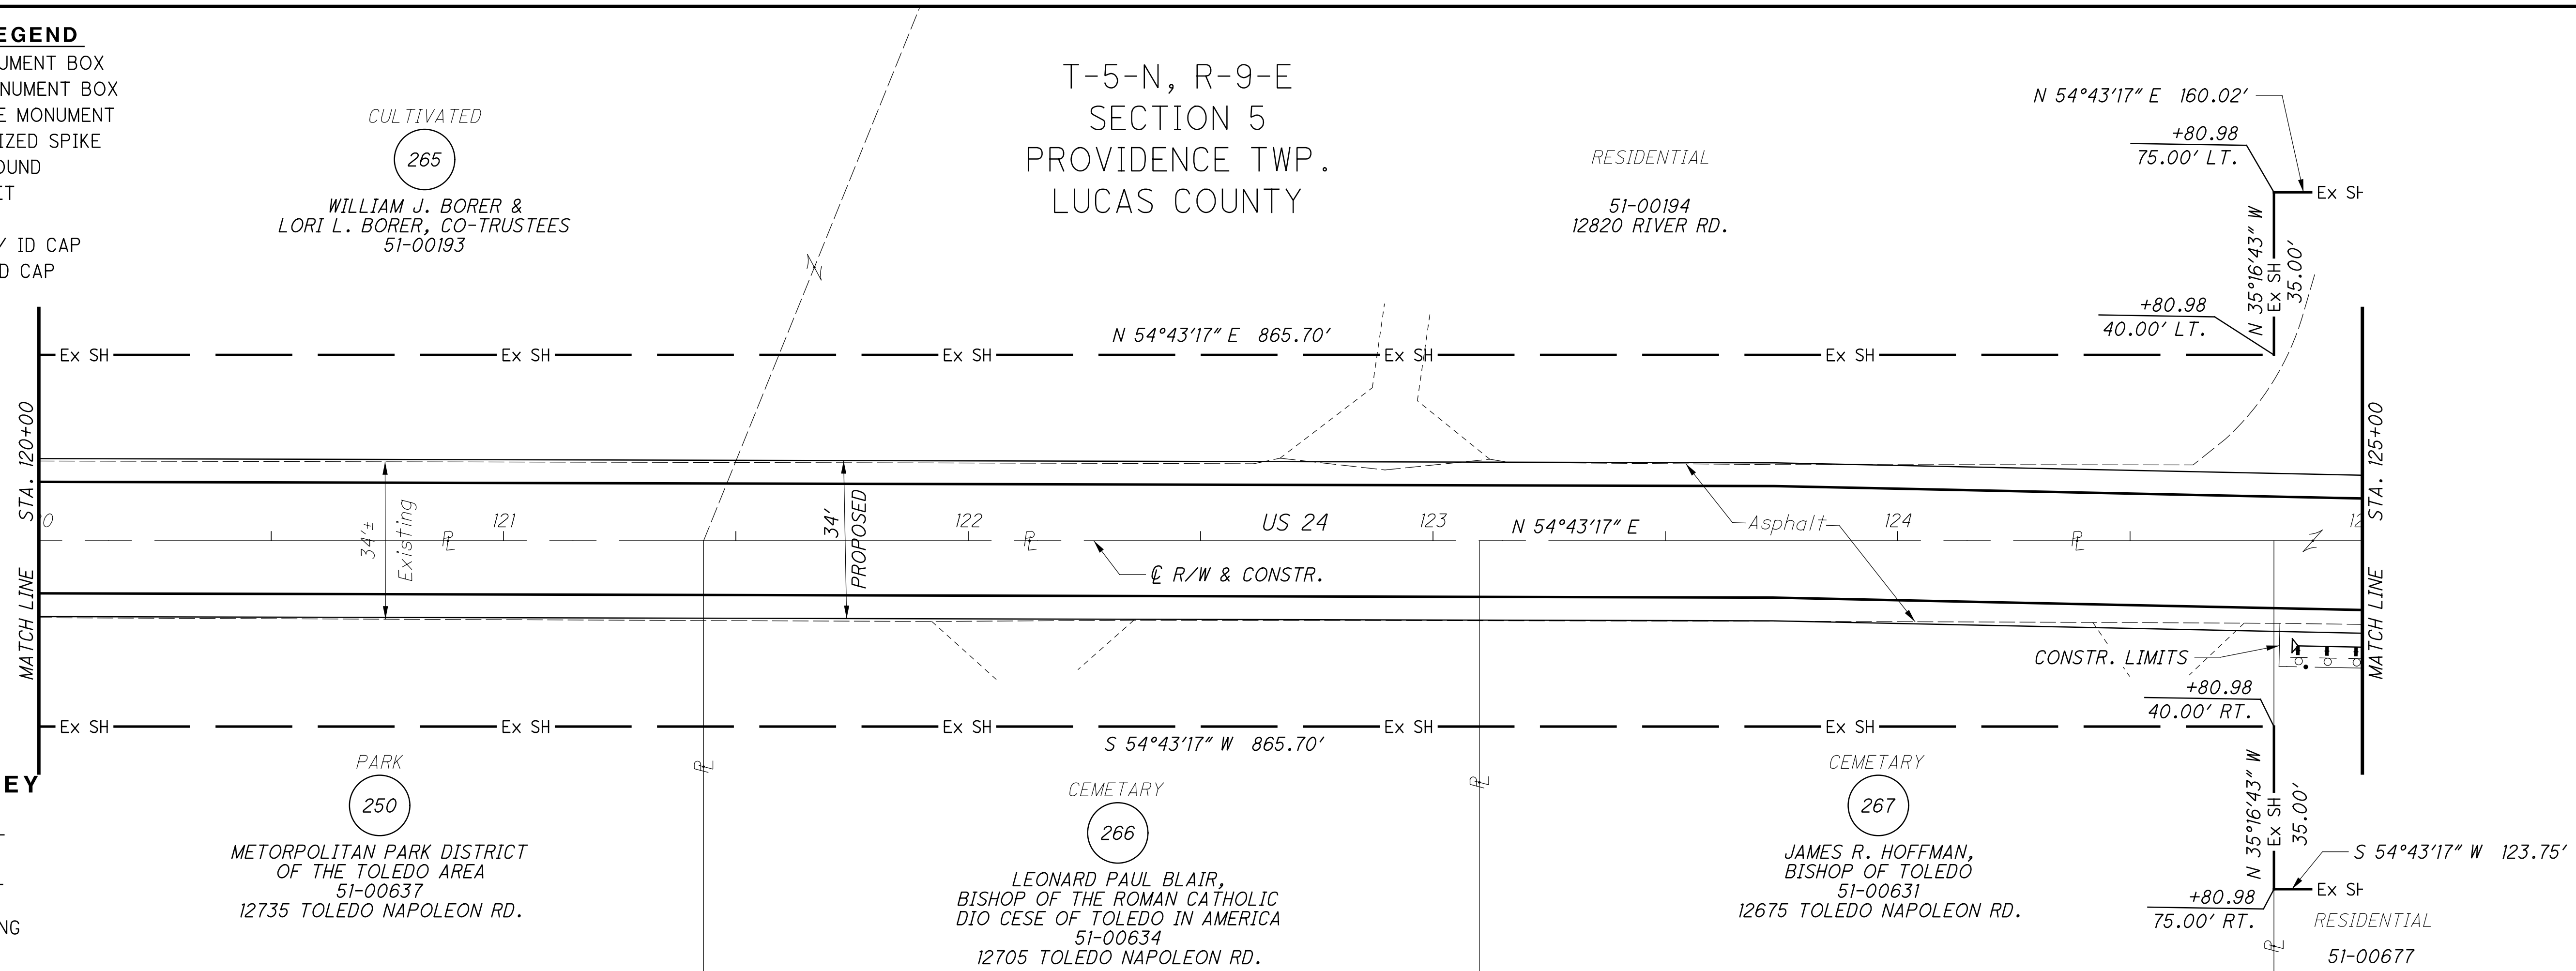 EGEND
UMENT BOX
NUMENT BOX
E MONUMENT
IZED SPIKE
OUND
ET
/ ID CAP
D CAP
CULTIVATED
265
WILLIAM J. BORER &
LORI L. BORER, CO-TRUSTEES
51-00193
T-5-N, R-9-E
SECTION 5
PROVIDENCE TWP.
LUCAS COUNTY
RESIDENTIAL
51-00194
12820 RIVER RD.
N 54°43'17" E 160.02'
+80.98
75.00' LT.
Ex SH
N 35°16'43" W
Ex SH
35.00'
+80.98
40.00' LT.
N 54°43'17" E 865.70'
Ex SH
Ex SH
Ex SH
Ex SH
Ex SH
MATCH LINE STA. 120+00
0
34'±
Existing
121
PL
34'
PROPOSED
122
PL
US 24
123
N 54°43'17" E
Asphalt
124
PL
12
MATCH LINE STA. 125+00
CL R/W & CONSTR.
CONSTR. LIMITS
+80.98
40.00' RT.
Ex SH
Ex SH
Ex SH
Ex SH
Ex SH
S 54°43'17" W 865.70'
PL
PL
N 35°16'43" W
Ex SH
35.00'
S 54°43'17" W 123.75'
Ex SH
+80.98
75.00' RT.
PL
RESIDENTIAL
51-00677
EY
NG
PARK
250
METORPOLITAN PARK DISTRICT
OF THE TOLEDO AREA
51-00637
12735 TOLEDO NAPOLEON RD.
CEMETARY
266
LEONARD PAUL BLAIR,
BISHOP OF THE ROMAN CATHOLIC
DIO CESE OF TOLEDO IN AMERICA
51-00634
12705 TOLEDO NAPOLEON RD.
CEMETARY
267
JAMES R. HOFFMAN,
BISHOP OF TOLEDO
51-00631
12675 TOLEDO NAPOLEON RD.